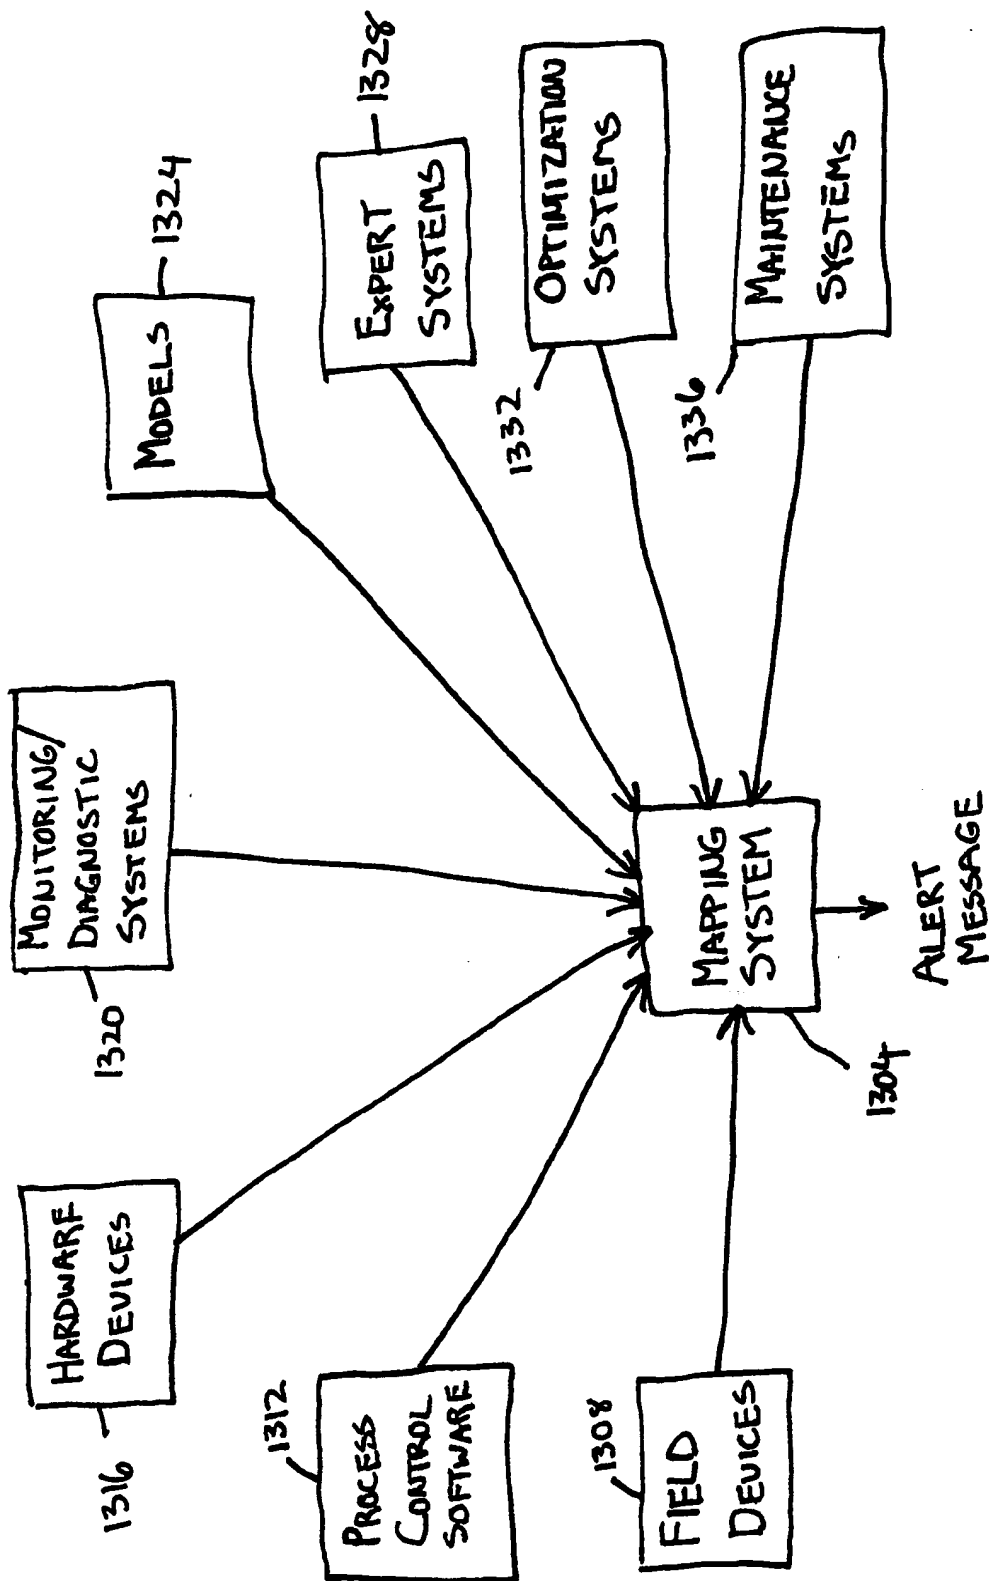 MONITORING/
DIAGNOSTIC
SYSTEMS
1320
HARDWARE
DEVICES
1316
MODELS
1324
EXPERT
SYSTEMS
1328
PROCESS
CONTROL
SOFTWARE
1312
OPTIMIZATION
SYSTEMS
1332
FIELD
DEVICES
1308
MAPPING
SYSTEM
1304
MAINTENANCE
SYSTEMS
1336
ALERT
MESSAGE